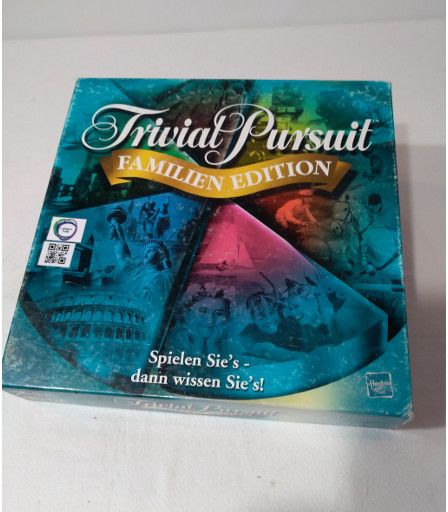 Trivial Pursuit
FAMILIEN EDITION
Spielen Sie's -
dann wissen Sie's!
Hasbro